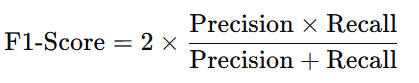 F1-Score = 2 × Precision × Recall / Precision + Recall